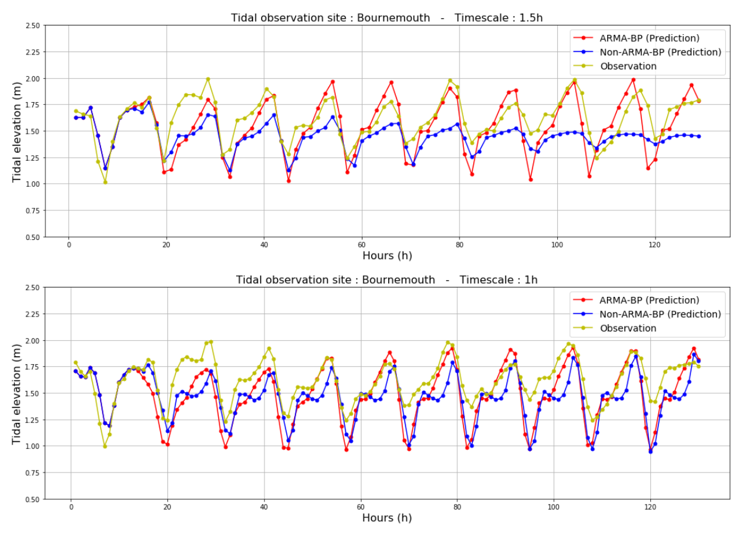 Tidal observation site : Bournemouth - Timescale : 1.5h
2.50
2.25
2.00
1.75
1.50
1.25
1.00
0.75
0.50
Tidal elevation (m)
ARMA-BP (Prediction)
Non-ARMA-BP (Prediction)
Observation
0 20 40 60 80 100 120
Hours (h)
Tidal observation site : Bournemouth - Timescale : 1h
2.50
2.25
2.00
1.75
1.50
1.25
1.00
0.75
0.50
Tidal elevation (m)
ARMA-BP (Prediction)
Non-ARMA-BP (Prediction)
Observation
0 20 40 60 80 100 120
Hours (h)